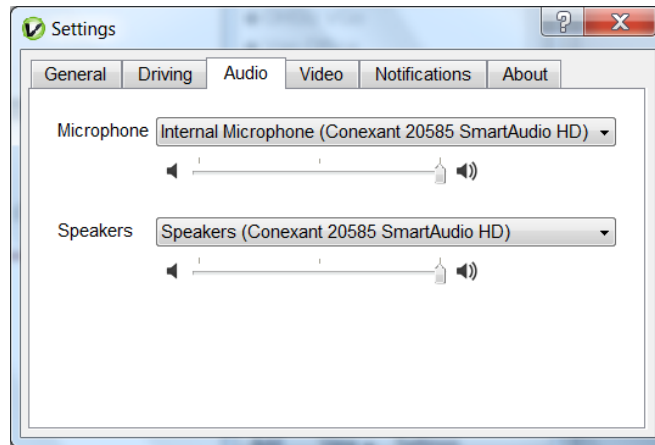 Settings
General Driving Audio Video Notifications About
Microphone Internal Microphone (Conexant 20585 SmartAudio HD)
Speakers Speakers (Conexant 20585 SmartAudio HD)